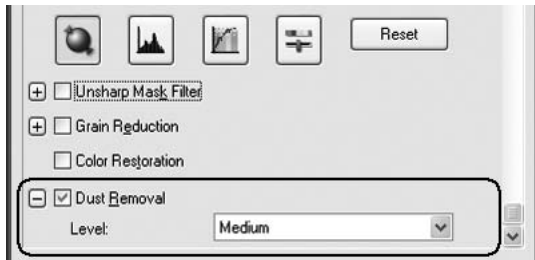 Reset
Unsharp Mask Filter
Grain Reduction
Color Restoration
Dust Removal
Level: Medium